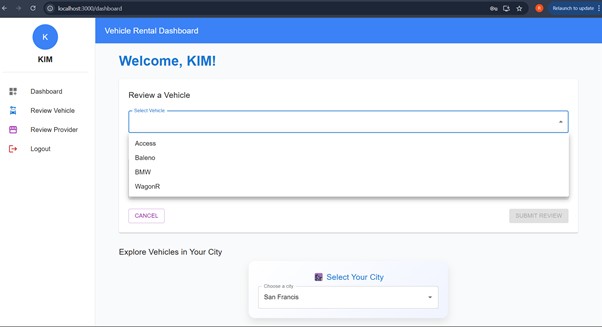 localhost:3000/dashboard
K
Relaunch to update
K
KIM
Dashboard
Review Vehicle
Review Provider
Logout
Vehicle Rental Dashboard
Welcome, KIM!
Review a Vehicle
Select Vehicle
Access
Baleno
BMW
WagonR
CANCEL
SUBMIT REVIEW
Explore Vehicles in Your City
Select Your City
Choose a city
San Francis